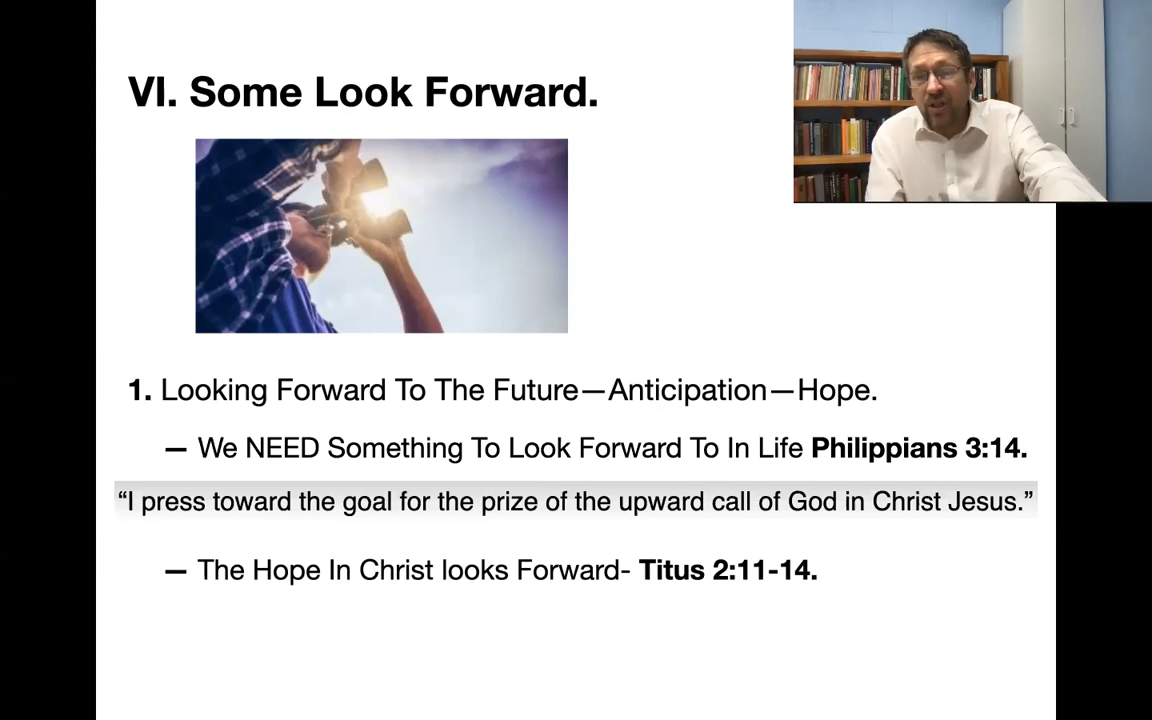 VI. Some Look Forward.
1. Looking Forward To The Future—Anticipation—Hope.
— We NEED Something To Look Forward To In Life Philippians 3:14.
“I press toward the goal for the prize of the upward call of God in Christ Jesus.”
— The Hope In Christ looks Forward- Titus 2:11-14.